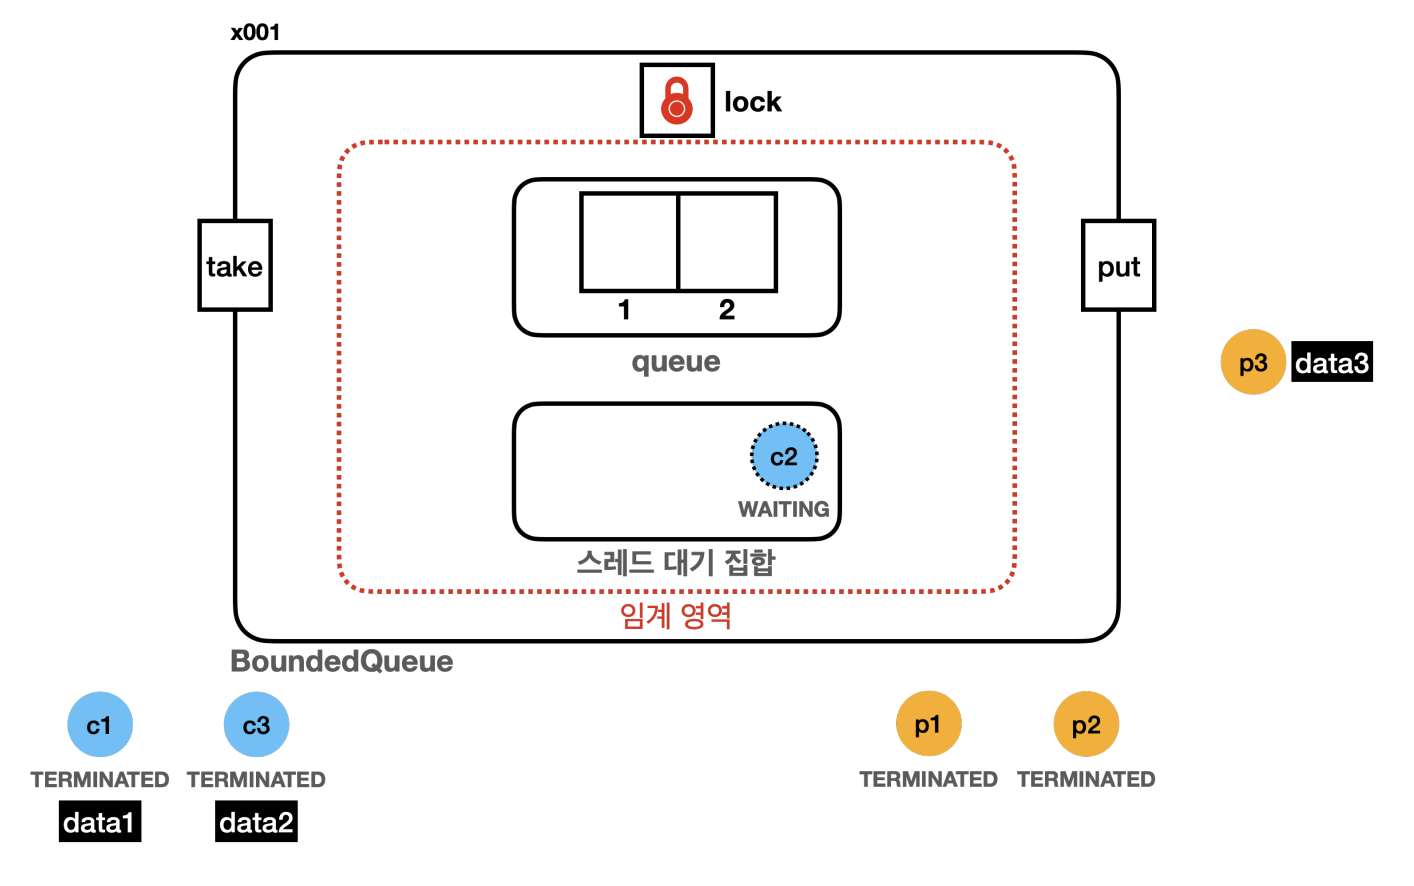 x001
lock
take
put
1 2
queue
p3 data3
c2
WAITING
스레드 대기 집합
임계 영역
BoundedQueue
c1 c3 p1 p2
TERMINATED TERMINATED TERMINATED TERMINATED
data1 data2